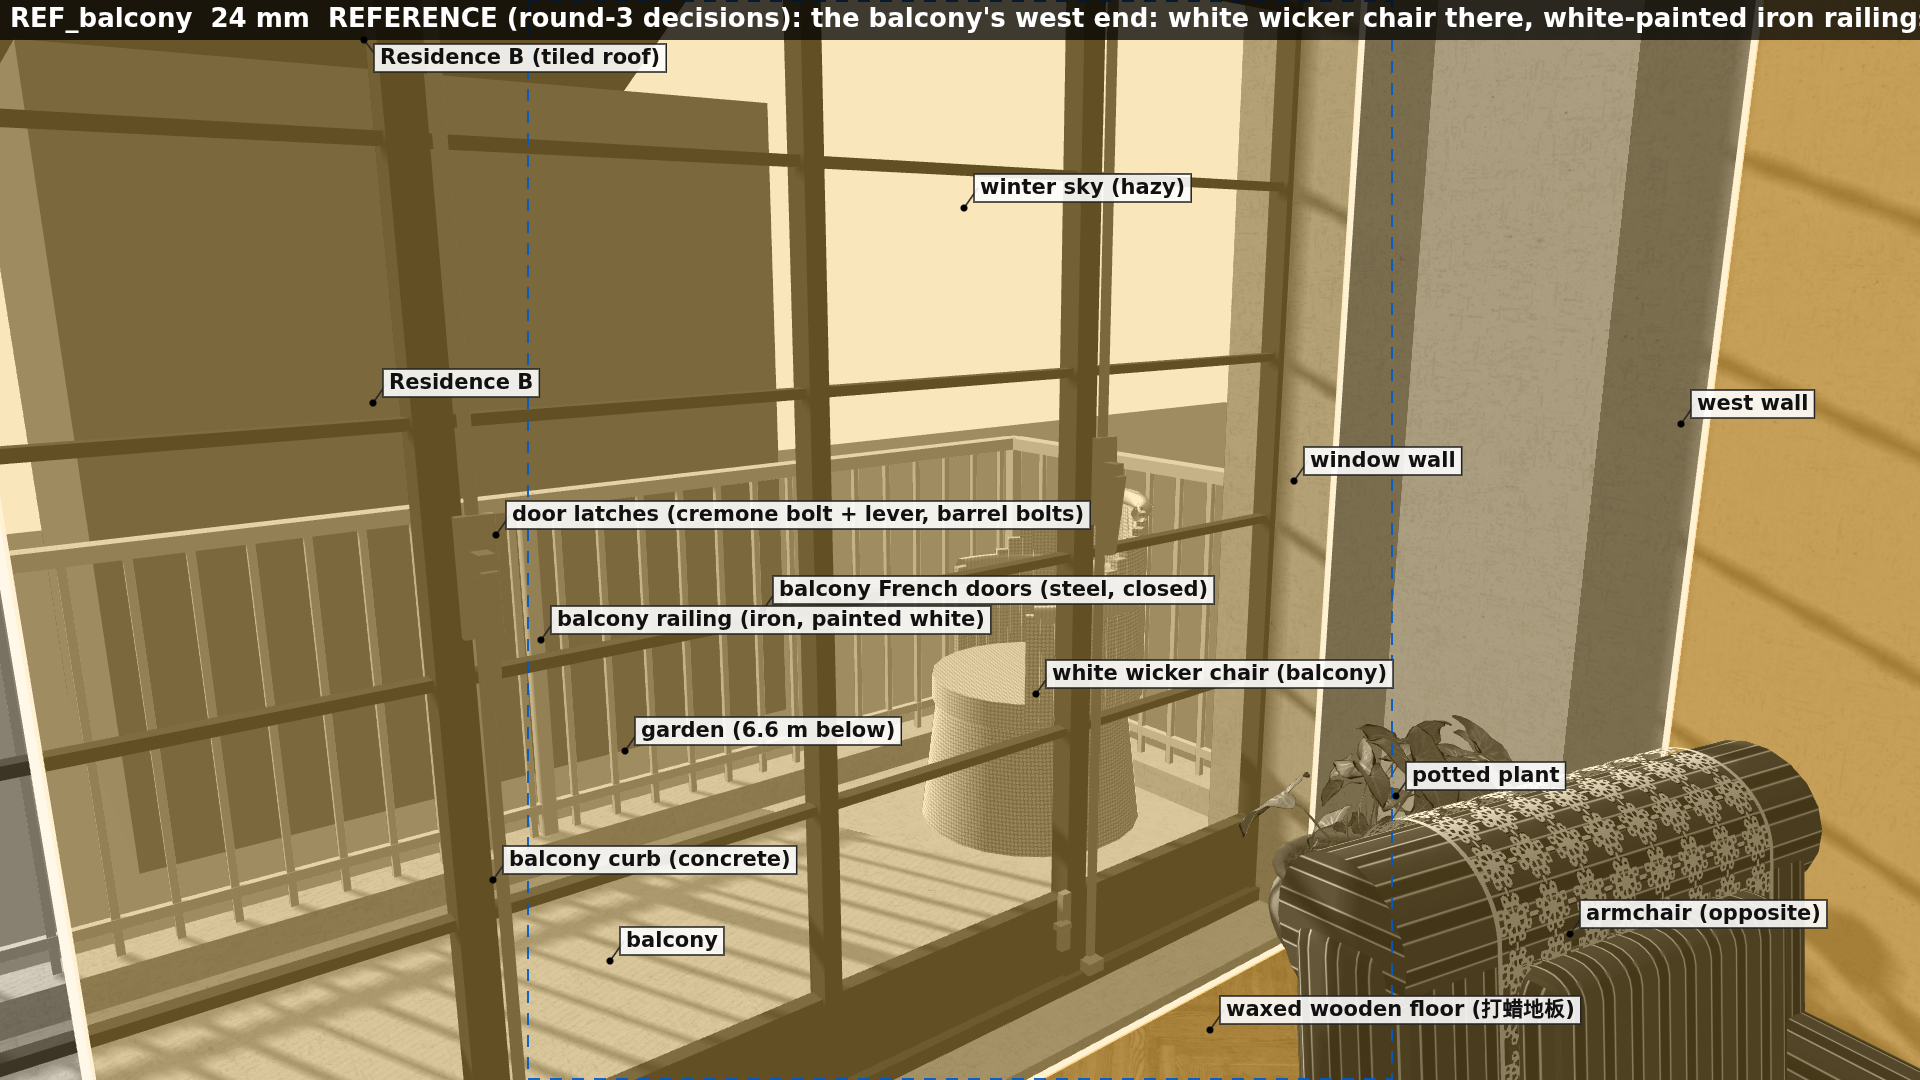 REF_balcony 24 mm REFERENCE (round-3 decisions): the balcony's west end: white wicker chair there, white-painted iron railings
Residence B (tiled roof)
winter sky (hazy)
Residence B
west wall
window wall
door latches (cremone bolt + lever, barrel bolts)
balcony French doors (steel, closed)
balcony railing (iron, painted white)
white wicker chair (balcony)
garden (6.6 m below)
potted plant
balcony curb (concrete)
armchair (opposite)
balcony
waxed wooden floor (打蜡地板)